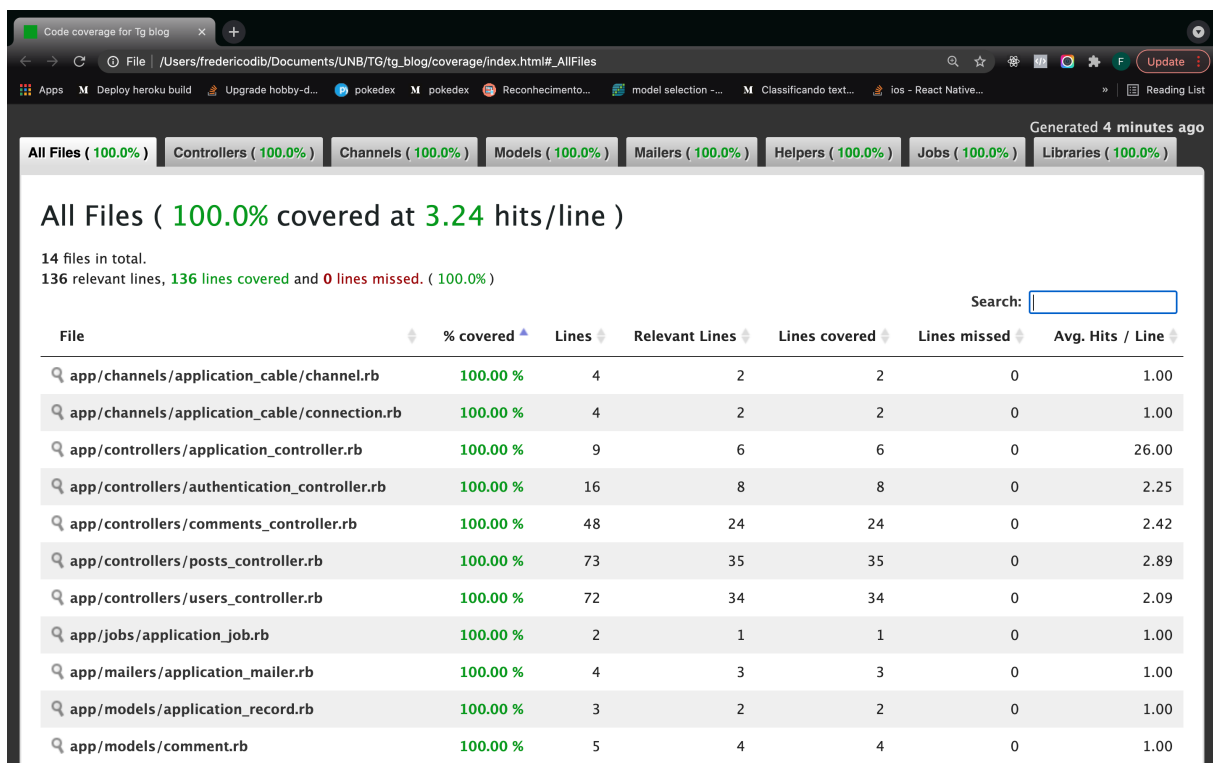 Code coverage for Tg blog
File /Users/fredericodib/Documents/UNB/TG/tg_blog/coverage/index.html#_AllFiles F Update
Apps M Deploy heroku build Upgrade hobby-d... pokedex M pokedex Reconhecimento... model selection -... M Classificando text... ios - React Native... » Reading List
Generated 4 minutes ago
All Files ( 100.0% ) Controllers ( 100.0% ) Channels ( 100.0% ) Models ( 100.0% ) Mailers ( 100.0% ) Helpers ( 100.0% ) Jobs ( 100.0% ) Libraries ( 100.0% )
All Files ( 100.0% covered at 3.24 hits/line )
14 files in total.
136 relevant lines, 136 lines covered and 0 lines missed. ( 100.0% )
Search:
File % covered Lines Relevant Lines Lines covered Lines missed Avg. Hits / Line
app/channels/application_cable/channel.rb 100.00 % 4 2 2 0 1.00
app/channels/application_cable/connection.rb 100.00 % 4 2 2 0 1.00
app/controllers/application_controller.rb 100.00 % 9 6 6 0 26.00
app/controllers/authentication_controller.rb 100.00 % 16 8 8 0 2.25
app/controllers/comments_controller.rb 100.00 % 48 24 24 0 2.42
app/controllers/posts_controller.rb 100.00 % 73 35 35 0 2.89
app/controllers/users_controller.rb 100.00 % 72 34 34 0 2.09
app/jobs/application_job.rb 100.00 % 2 1 1 0 1.00
app/mailers/application_mailer.rb 100.00 % 4 3 3 0 1.00
app/models/application_record.rb 100.00 % 3 2 2 0 1.00
app/models/comment.rb 100.00 % 5 4 4 0 1.00